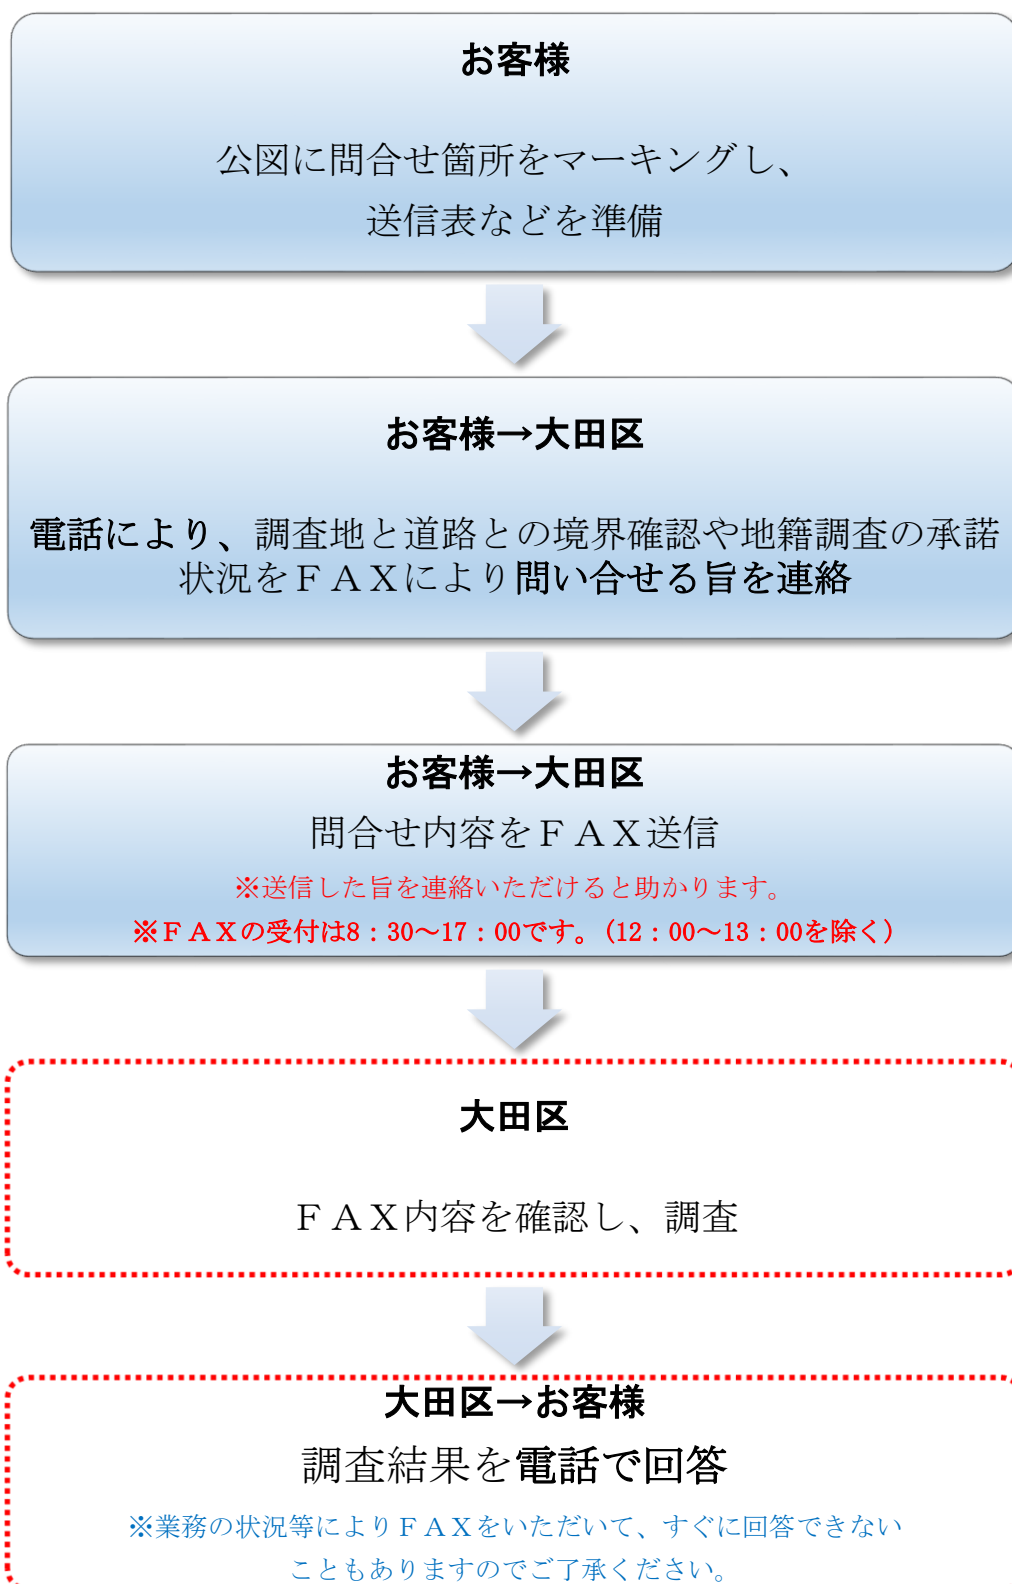 お客様
公図に問合せ箇所をマーキングし、
送信表などを準備
お客様→大田区
電話により、調査地と道路との境界確認や地籍調査の承諾
状況をＦＡＸにより問い合せる旨を連絡
お客様→大田区
問合せ内容をＦＡＸ送信
※送信した旨を連絡いただけると助かります。
※ＦＡＸの受付は8：30～17：00です。(12：00～13：00を除く)
大田区
ＦＡＸ内容を確認し、調査
大田区→お客様
調査結果を電話で回答
※業務の状況等によりＦＡＸをいただいて、すぐに回答できない
こともありますのでご了承ください。